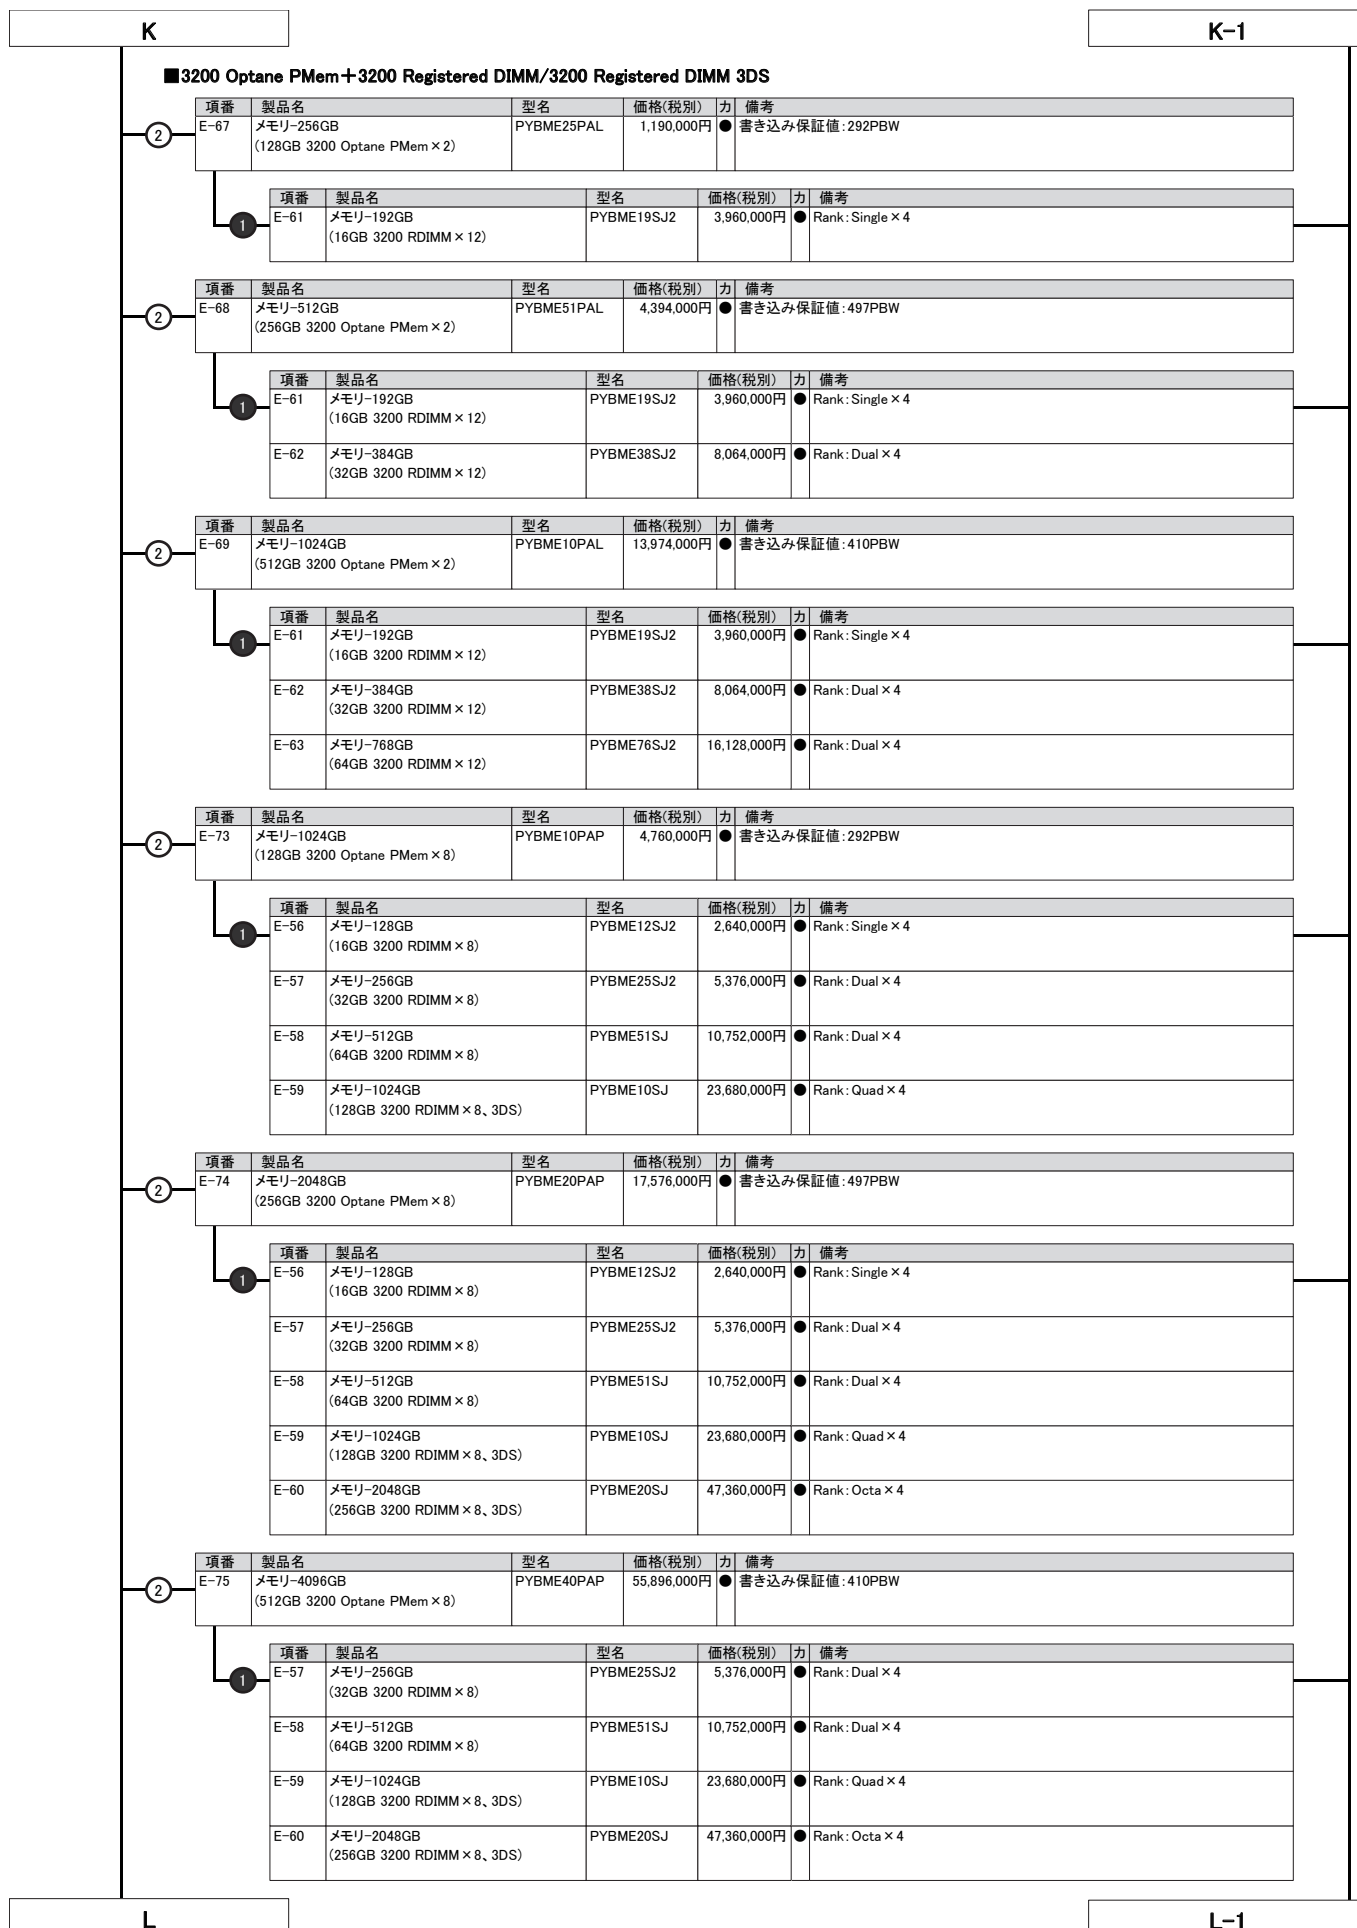 K
K-1
■3200 Optane PMem＋3200 Registered DIMM/3200 Registered DIMM 3DS
項番 製品名 型名 価格(税別) カ 備考
② E-67 メモリ-256GB PYBME25PAL 1,190,000円 ● 書き込み保証値：292PBW
(128GB 3200 Optane PMem×2)
項番 製品名 型名 価格(税別) カ 備考
❶ E-61 メモリ-192GB PYBME19SJ2 3,960,000円 ● Rank：Single×4
(16GB 3200 RDIMM×12)
項番 製品名 型名 価格(税別) カ 備考
② E-68 メモリ-512GB PYBME51PAL 4,394,000円 ● 書き込み保証値：497PBW
(256GB 3200 Optane PMem×2)
項番 製品名 型名 価格(税別) カ 備考
❶ E-61 メモリ-192GB PYBME19SJ2 3,960,000円 ● Rank：Single×4
(16GB 3200 RDIMM×12)
E-62 メモリ-384GB PYBME38SJ2 8,064,000円 ● Rank：Dual×4
(32GB 3200 RDIMM×12)
項番 製品名 型名 価格(税別) カ 備考
② E-69 メモリ-1024GB PYBME10PAL 13,974,000円 ● 書き込み保証値：410PBW
(512GB 3200 Optane PMem×2)
項番 製品名 型名 価格(税別) カ 備考
❶ E-61 メモリ-192GB PYBME19SJ2 3,960,000円 ● Rank：Single×4
(16GB 3200 RDIMM×12)
E-62 メモリ-384GB PYBME38SJ2 8,064,000円 ● Rank：Dual×4
(32GB 3200 RDIMM×12)
E-63 メモリ-768GB PYBME76SJ2 16,128,000円 ● Rank：Dual×4
(64GB 3200 RDIMM×12)
項番 製品名 型名 価格(税別) カ 備考
② E-73 メモリ-1024GB PYBME10PAP 4,760,000円 ● 書き込み保証値：292PBW
(128GB 3200 Optane PMem×8)
項番 製品名 型名 価格(税別) カ 備考
❶ E-56 メモリ-128GB PYBME12SJ2 2,640,000円 ● Rank：Single×4
(16GB 3200 RDIMM×8)
E-57 メモリ-256GB PYBME25SJ2 5,376,000円 ● Rank：Dual×4
(32GB 3200 RDIMM×8)
E-58 メモリ-512GB PYBME51SJ 10,752,000円 ● Rank：Dual×4
(64GB 3200 RDIMM×8)
E-59 メモリ-1024GB PYBME10SJ 23,680,000円 ● Rank：Quad×4
(128GB 3200 RDIMM×8、3DS)
項番 製品名 型名 価格(税別) カ 備考
② E-74 メモリ-2048GB PYBME20PAP 17,576,000円 ● 書き込み保証値：497PBW
(256GB 3200 Optane PMem×8)
項番 製品名 型名 価格(税別) カ 備考
❶ E-56 メモリ-128GB PYBME12SJ2 2,640,000円 ● Rank：Single×4
(16GB 3200 RDIMM×8)
E-57 メモリ-256GB PYBME25SJ2 5,376,000円 ● Rank：Dual×4
(32GB 3200 RDIMM×8)
E-58 メモリ-512GB PYBME51SJ 10,752,000円 ● Rank：Dual×4
(64GB 3200 RDIMM×8)
E-59 メモリ-1024GB PYBME10SJ 23,680,000円 ● Rank：Quad×4
(128GB 3200 RDIMM×8、3DS)
E-60 メモリ-2048GB PYBME20SJ 47,360,000円 ● Rank：Octa×4
(256GB 3200 RDIMM×8、3DS)
項番 製品名 型名 価格(税別) カ 備考
② E-75 メモリ-4096GB PYBME40PAP 55,896,000円 ● 書き込み保証値：410PBW
(512GB 3200 Optane PMem×8)
項番 製品名 型名 価格(税別) カ 備考
❶ E-57 メモリ-256GB PYBME25SJ2 5,376,000円 ● Rank：Dual×4
(32GB 3200 RDIMM×8)
E-58 メモリ-512GB PYBME51SJ 10,752,000円 ● Rank：Dual×4
(64GB 3200 RDIMM×8)
E-59 メモリ-1024GB PYBME10SJ 23,680,000円 ● Rank：Quad×4
(128GB 3200 RDIMM×8、3DS)
E-60 メモリ-2048GB PYBME20SJ 47,360,000円 ● Rank：Octa×4
(256GB 3200 RDIMM×8、3DS)
L
L-1